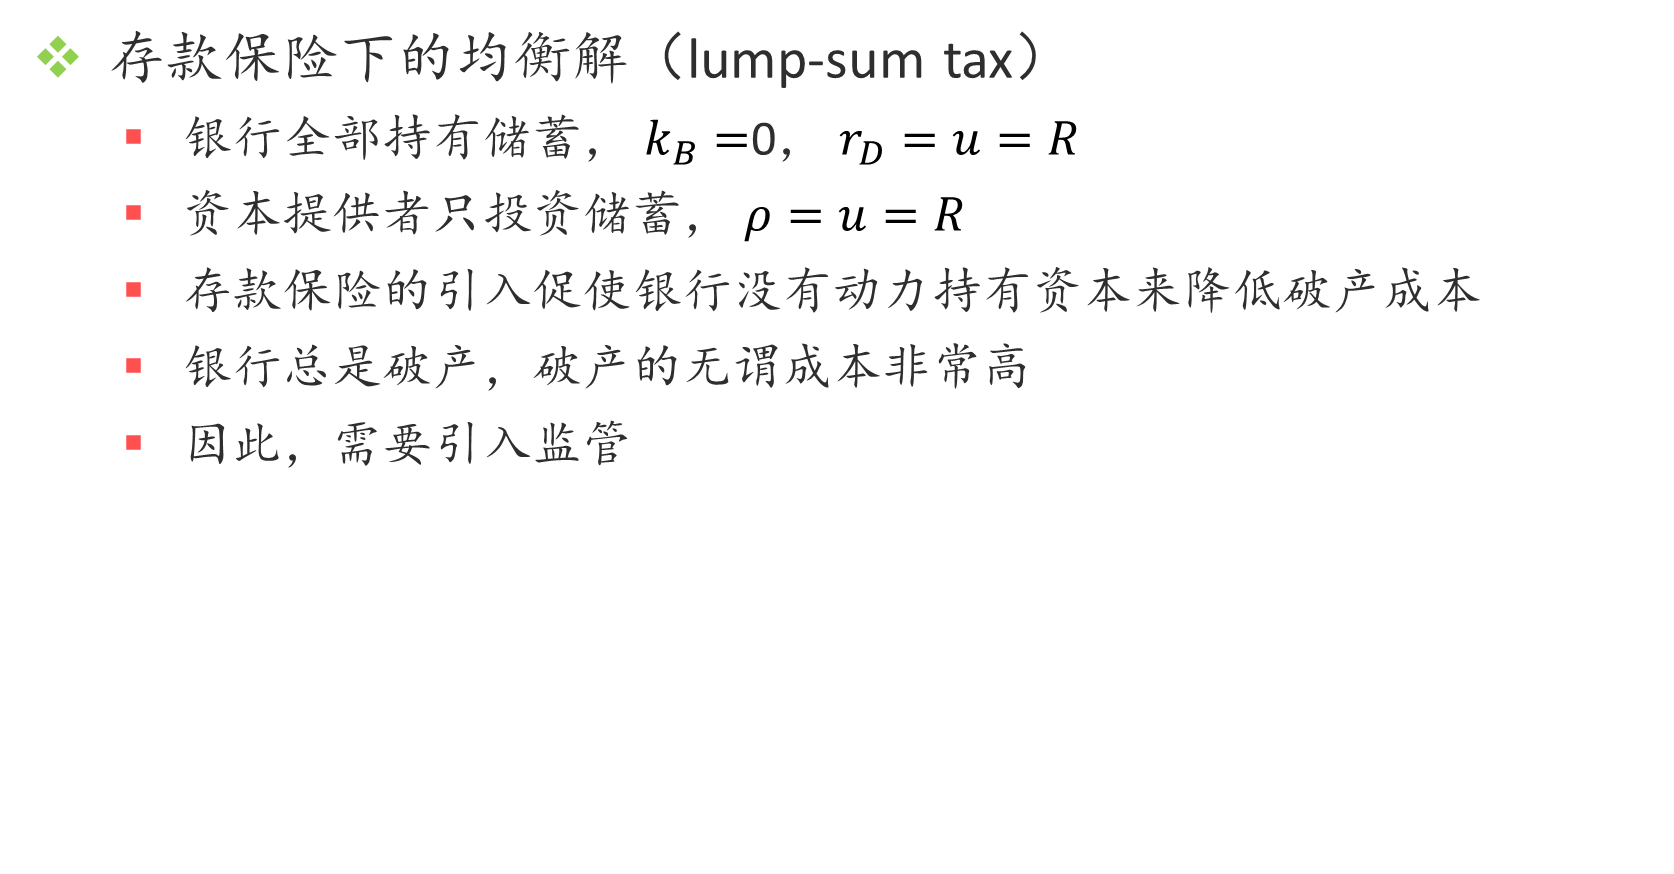 存款保险下的均衡解（lump-sum tax）
银行全部持有储蓄， k_B =0， r_D = u = R
资本提供者只投资储蓄， ρ = u = R
存款保险的引入促使银行没有动力持有资本来降低破产成本
银行总是破产，破产的无谓成本非常高
因此，需要引入监管